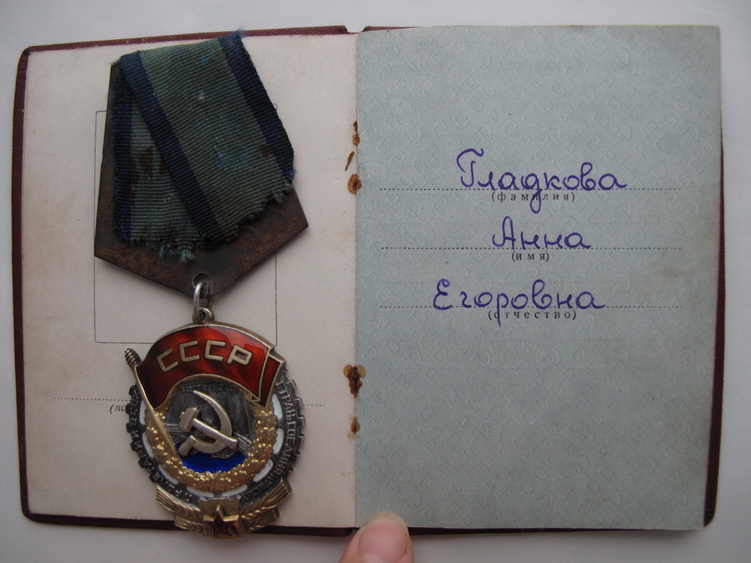 СССР
Гладкова
(фамилия)
Анна
(имя)
Егоровна
(отчество)